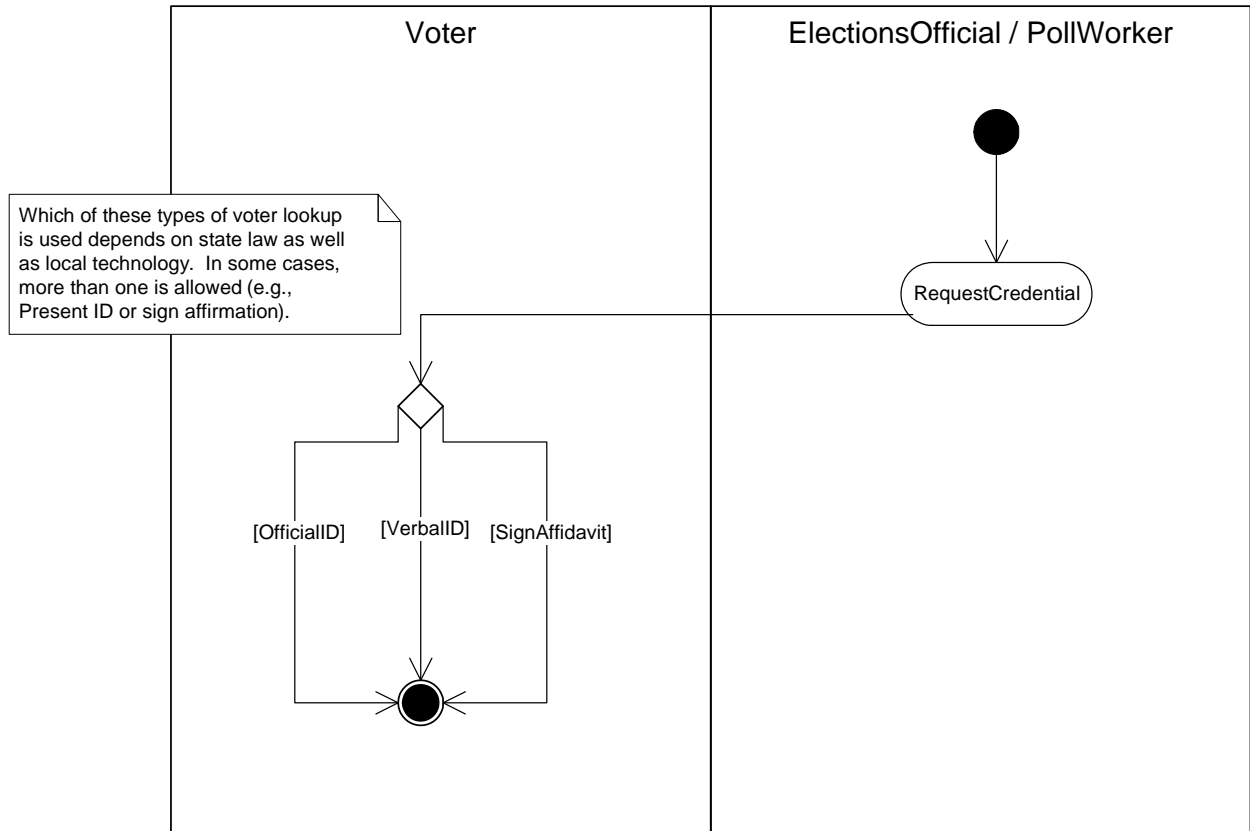 Voter
ElectionsOfficial / PollWorker
Which of these types of voter lookup
is used depends on state law as well
as local technology.  In some cases,
more than one is allowed (e.g.,
Present ID or sign affirmation).
RequestCredential
[OfficialID]
[VerbalID]
[SignAffidavit]